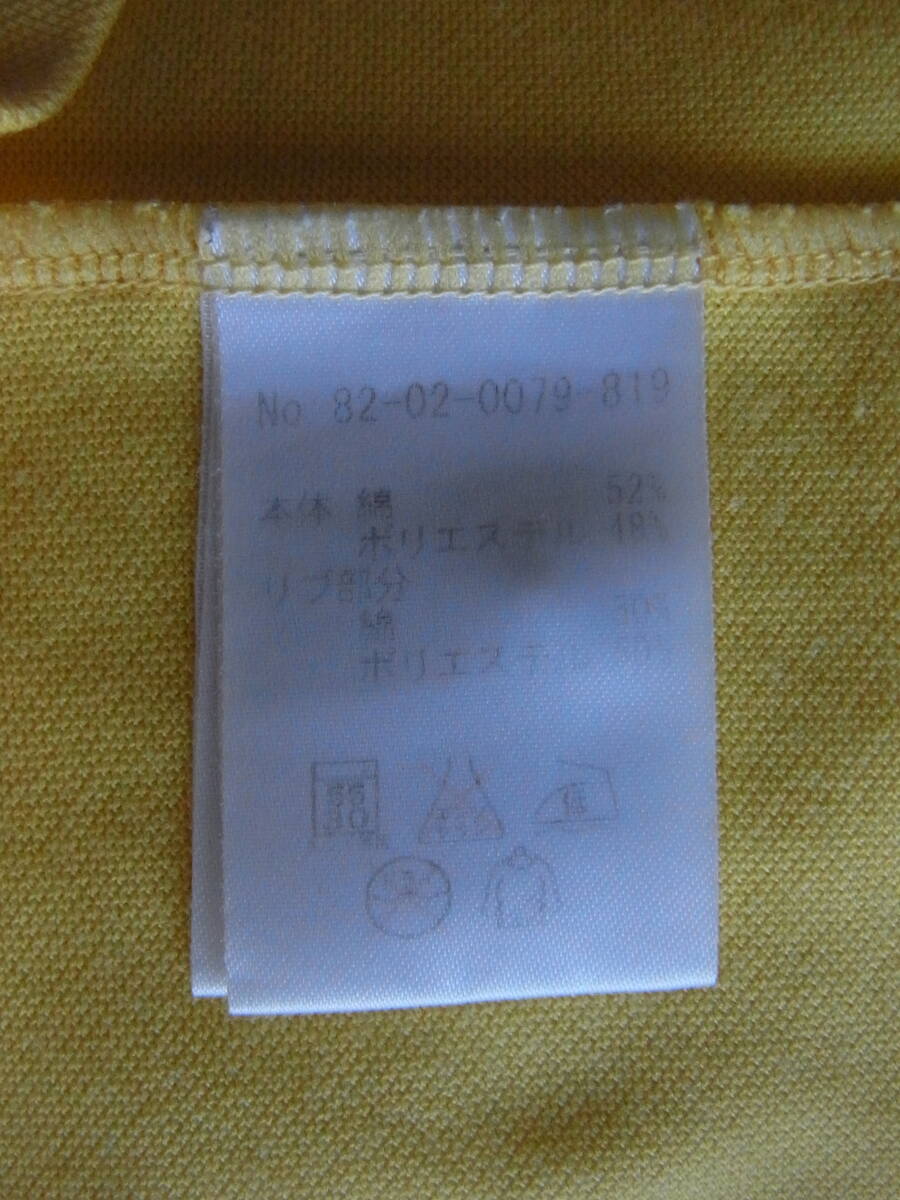 No 82-02-0079-819
本体 綿 52%
ポリエステル 48%
リブ部分
綿
ポリエステル
低